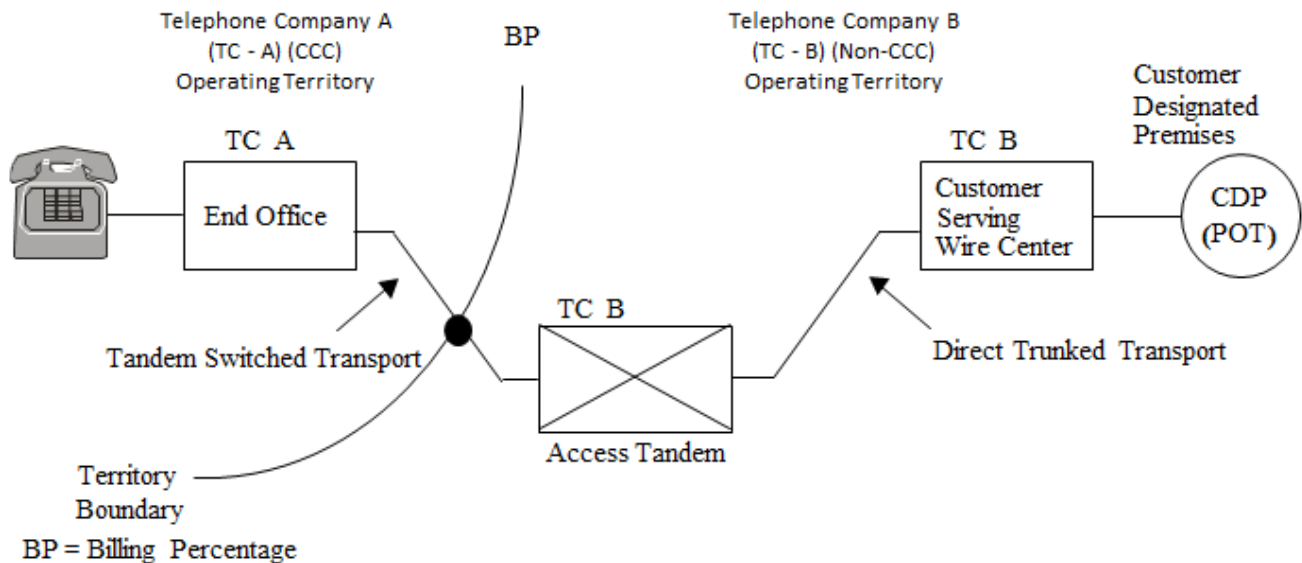 Telephone Company A
(TC - A) (CCC)
Operating Territory
BP
Telephone Company B
(TC - B) (Non-CCC)
Operating Territory
Customer
Designated
Premises
TC A
End Office
TC B
Customer
Serving
Wire Center
CDP
(POT)
TC B
Tandem Switched Transport
Direct Trunked Transport
Access Tandem
Territory
Boundary
BP = Billing Percentage